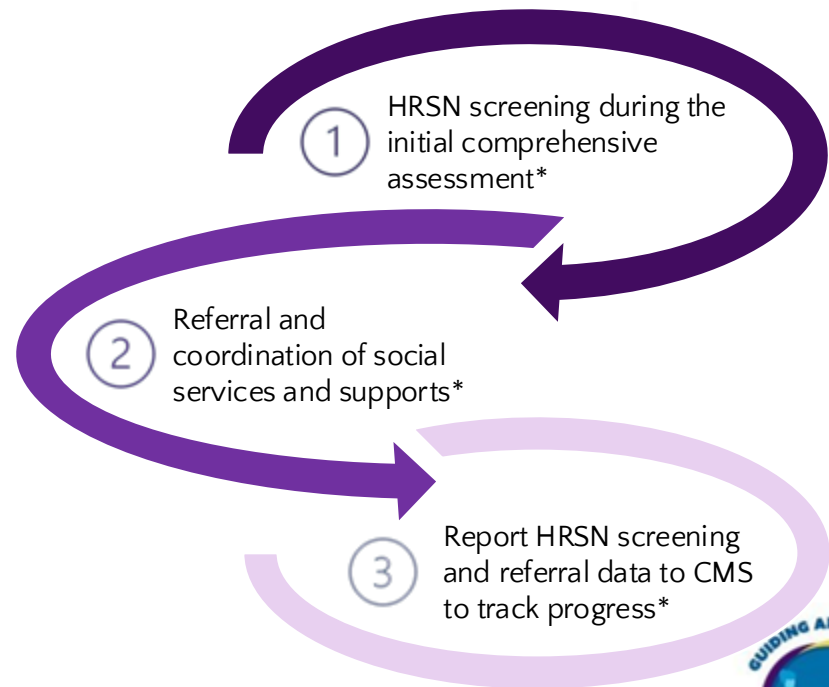 1
HRSN screening during the
initial comprehensive
assessment*
2
Referral and
coordination of social
services and supports*
3
Report HRSN screening
and referral data to CMS
to track progress*
GUIDING